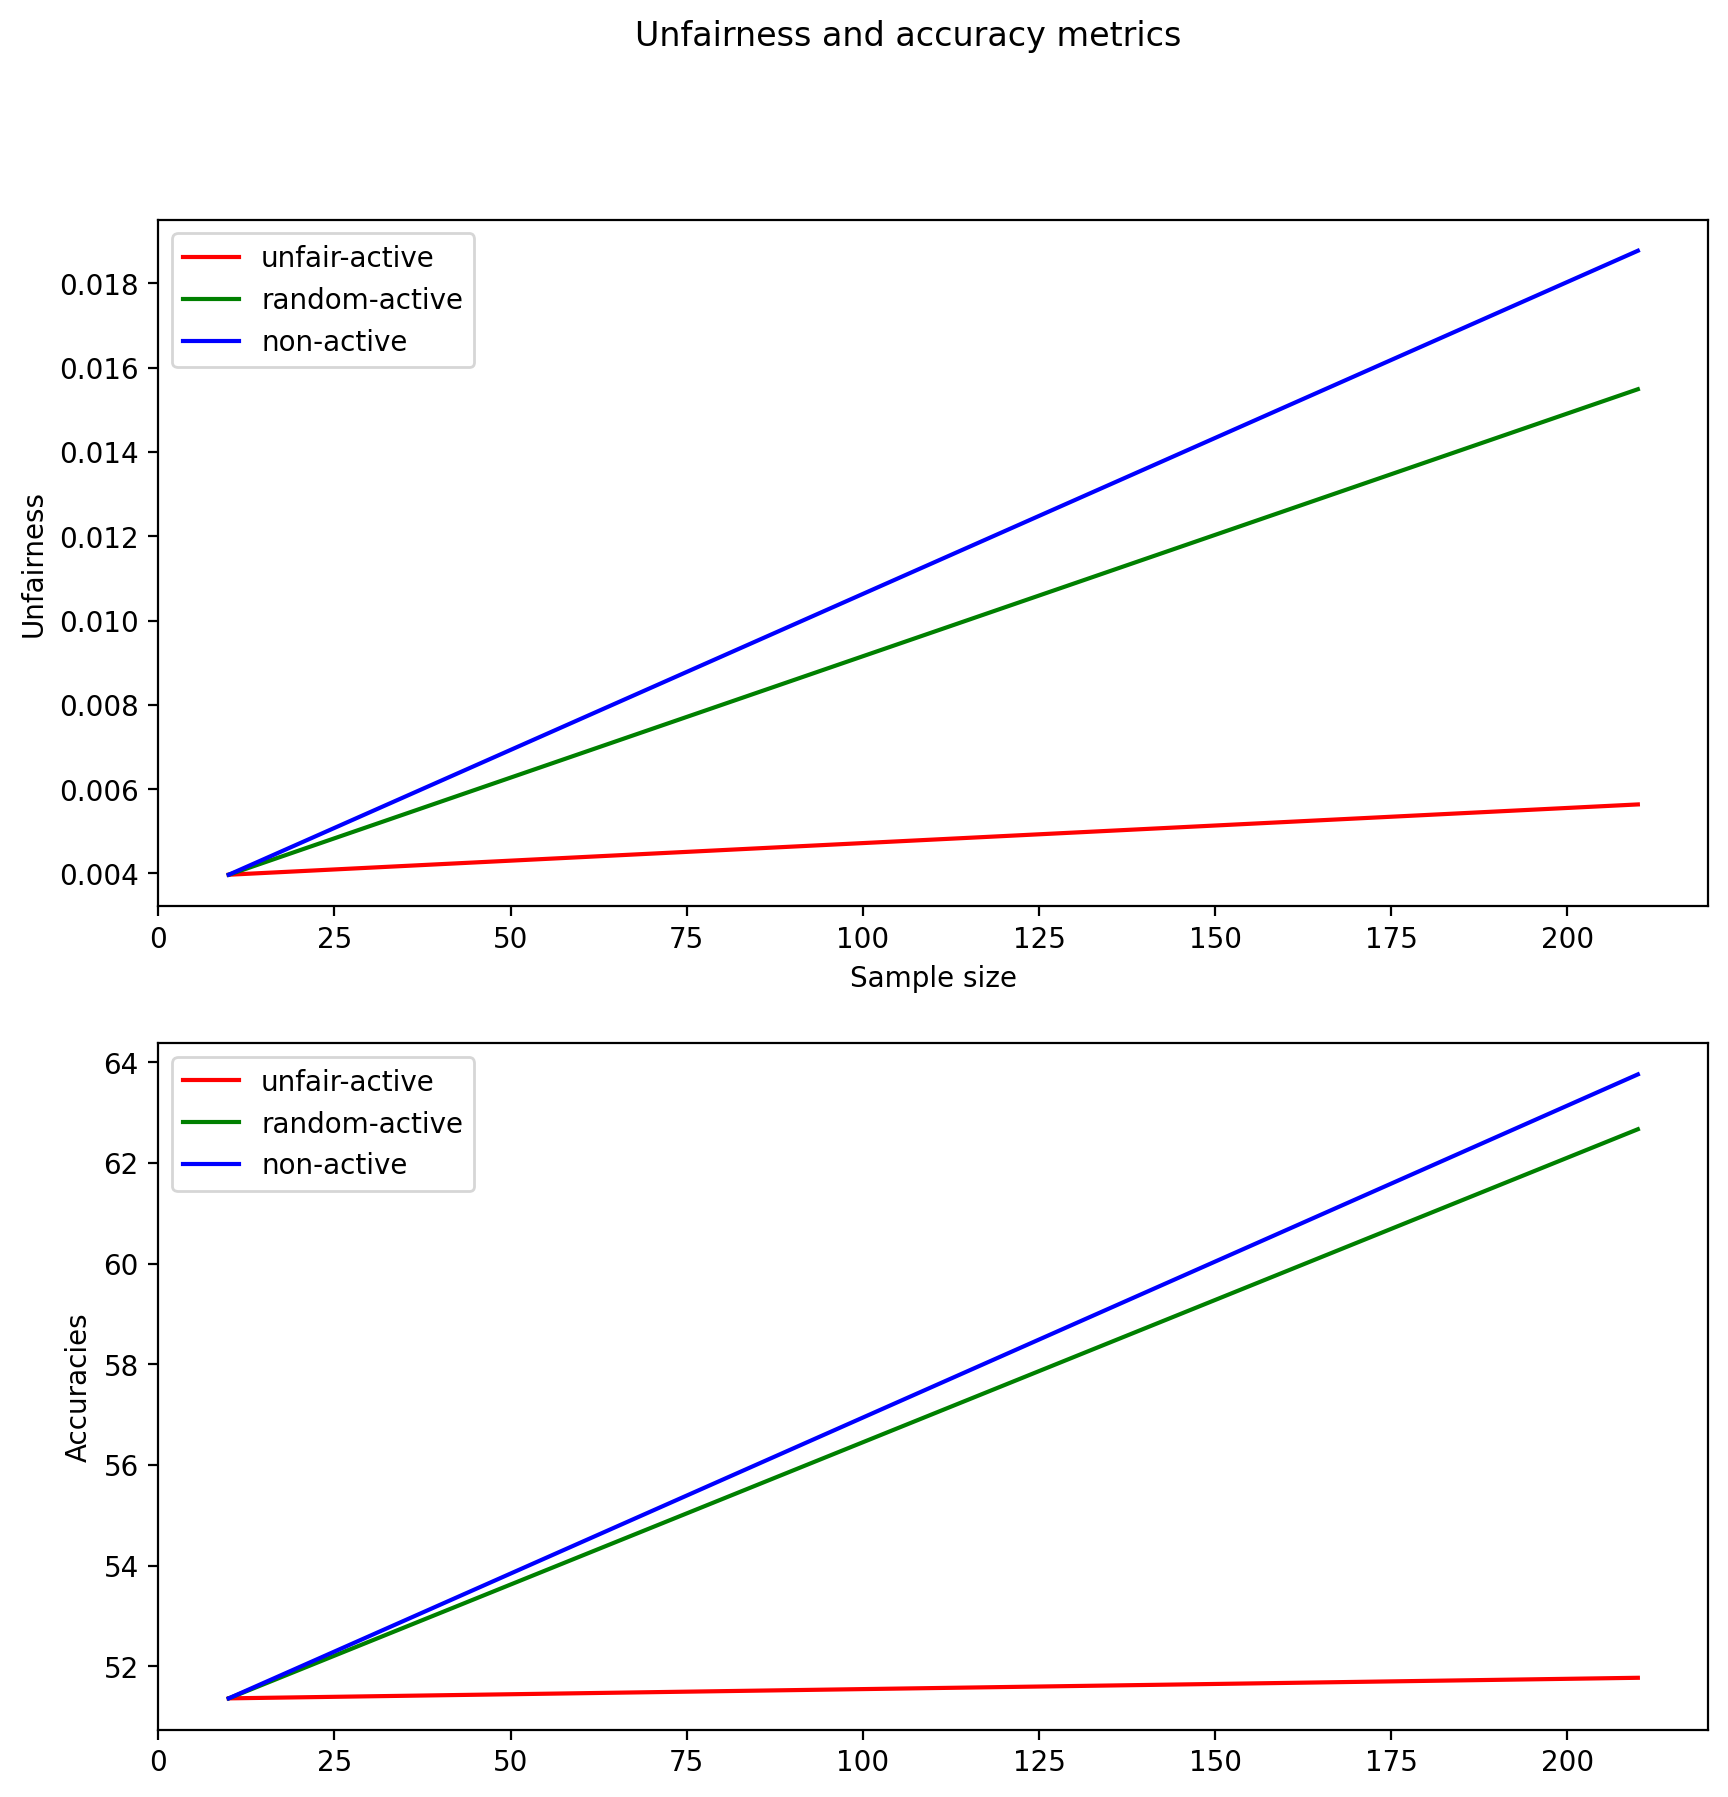 Unfairness and accuracy metrics
unfair-active
random-active
non-active
0.018
0.016
0.014
0.012
0.010
0.008
0.006
0.004
Unfairness
0 25 50 75 100 125 150 175 200
Sample size
unfair-active
random-active
non-active
64
62
60
58
56
54
52
Accuracies
0 25 50 75 100 125 150 175 200